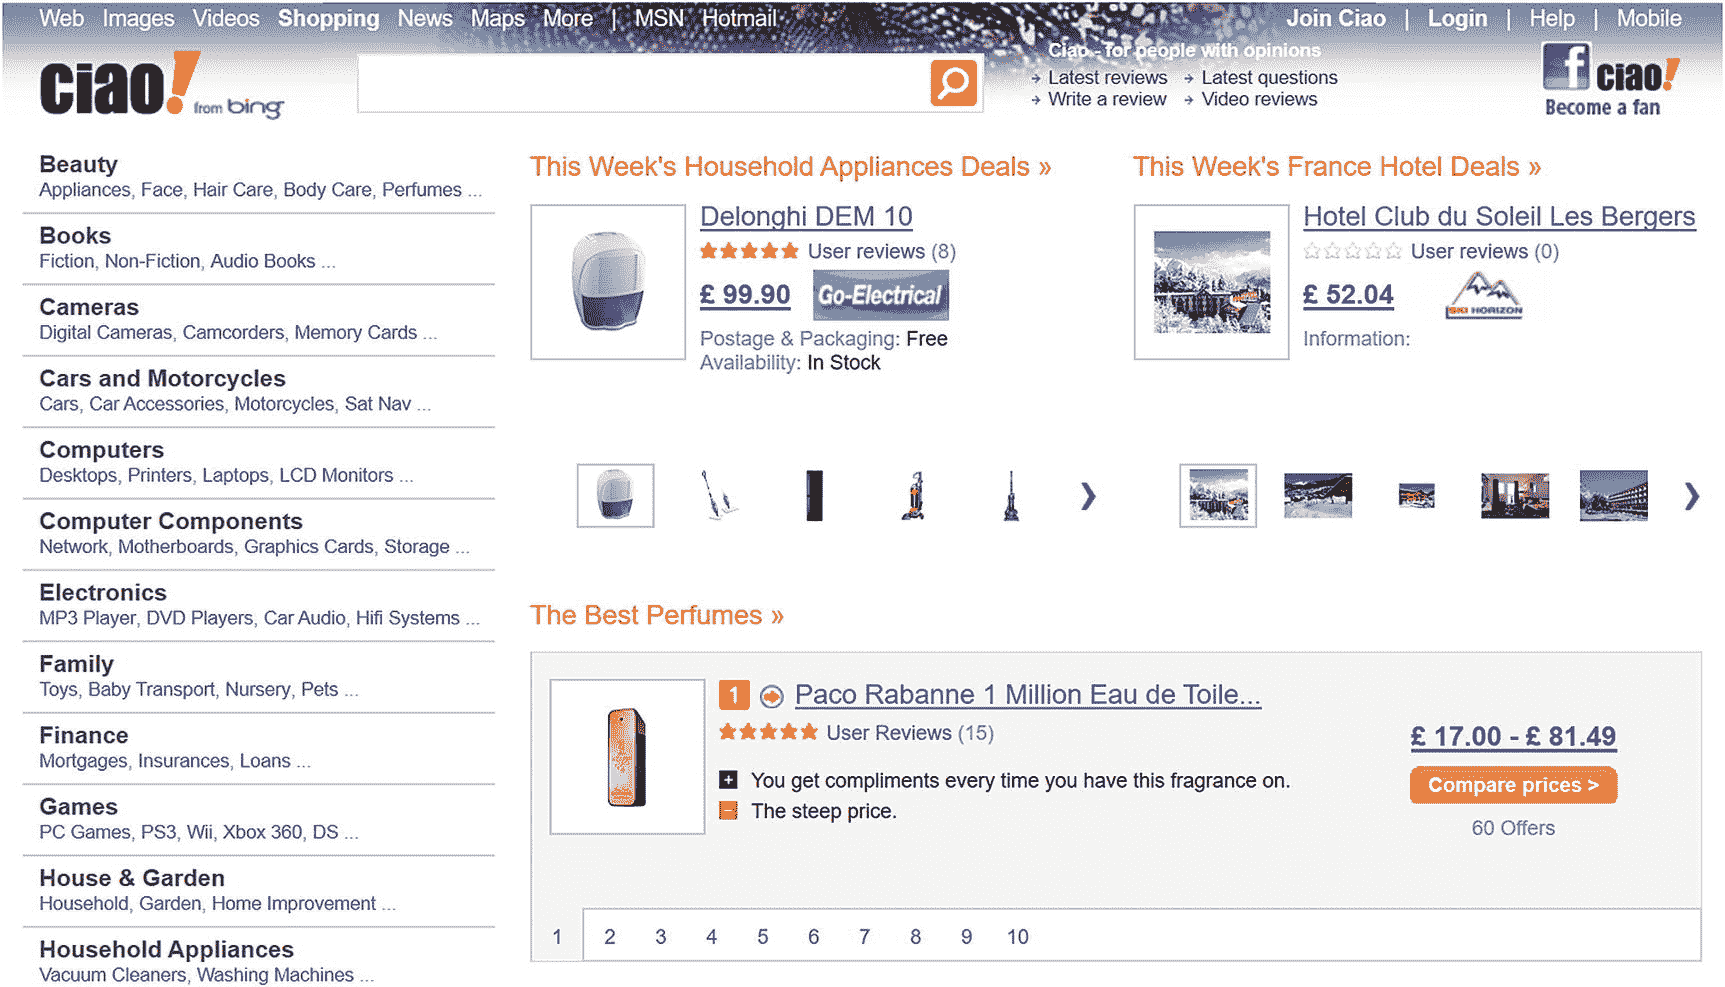 Web Images Videos Shopping News Maps More | MSN Hotmail
Join Ciao | Login | Help | Mobile
ciao! from bing
Ciao - for people with opinions
Latest reviews Latest questions
Write a review Video reviews
f ciao!
Become a fan
Beauty
Appliances, Face, Hair Care, Body Care, Perfumes ...
Books
Fiction, Non-Fiction, Audio Books ...
Cameras
Digital Cameras, Camcorders, Memory Cards ...
Cars and Motorcycles
Cars, Car Accessories, Motorcycles, Sat Nav ...
Computers
Desktops, Printers, Laptops, LCD Monitors ...
Computer Components
Network, Motherboards, Graphics Cards, Storage ...
Electronics
MP3 Player, DVD Players, Car Audio, Hifi Systems ...
Family
Toys, Baby Transport, Nursery, Pets ...
Finance
Mortgages, Insurances, Loans ...
Games
PC Games, PS3, Wii, Xbox 360, DS ...
House & Garden
Household, Garden, Home Improvement ...
Household Appliances
Vacuum Cleaners, Washing Machines ...
This Week's Household Appliances Deals »
Delonghi DEM 10
User reviews (8)
£ 99.90 Go-Electrical
Postage & Packaging: Free
Availability: In Stock
This Week's France Hotel Deals »
Hotel Club du Soleil Les Bergers
User reviews (0)
£ 52.04 SKI HORIZON
Information:
The Best Perfumes »
1 Paco Rabanne 1 Million Eau de Toile...
User Reviews (15)
You get compliments every time you have this fragrance on.
The steep price.
£ 17.00 - £ 81.49
Compare prices >
60 Offers
1 2 3 4 5 6 7 8 9 10